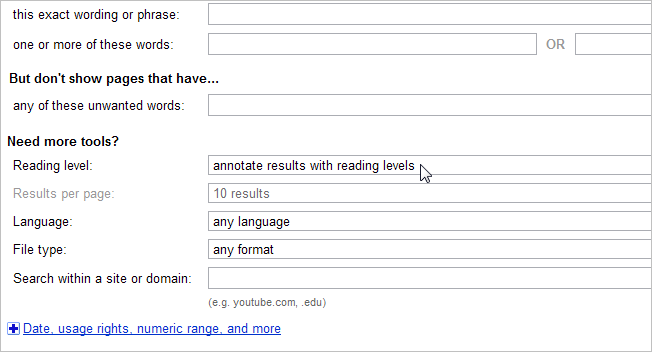 this exact wording or phrase:
one or more of these words: OR
But don't show pages that have...
any of these unwanted words:
Need more tools?
Reading level: annotate results with reading levels
Results per page: 10 results
Language: any language
File type: any format
Search within a site or domain:
(e.g. youtube.com, .edu)
Date, usage rights, numeric range, and more